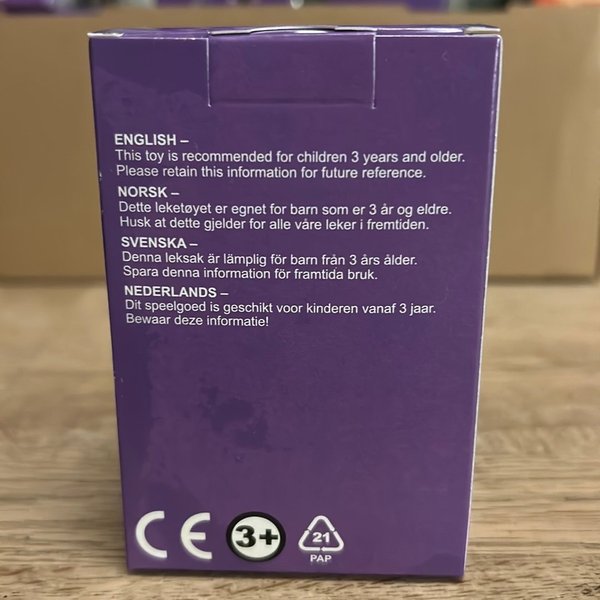 ENGLISH –
This toy is recommended for children 3 years and older.
Please retain this information for future reference.
NORSK –
Dette leketøyet er egnet for barn som er 3 år og eldre.
Husk at dette gjelder for alle våre leker i fremtiden.
SVENSKA –
Denna leksak är lämplig för barn från 3 års ålder.
Spara denna information för framtida bruk.
NEDERLANDS –
Dit speelgoed is geschikt voor kinderen vanaf 3 jaar.
Bewaar deze informatie!
CE 3+ 21
PAP